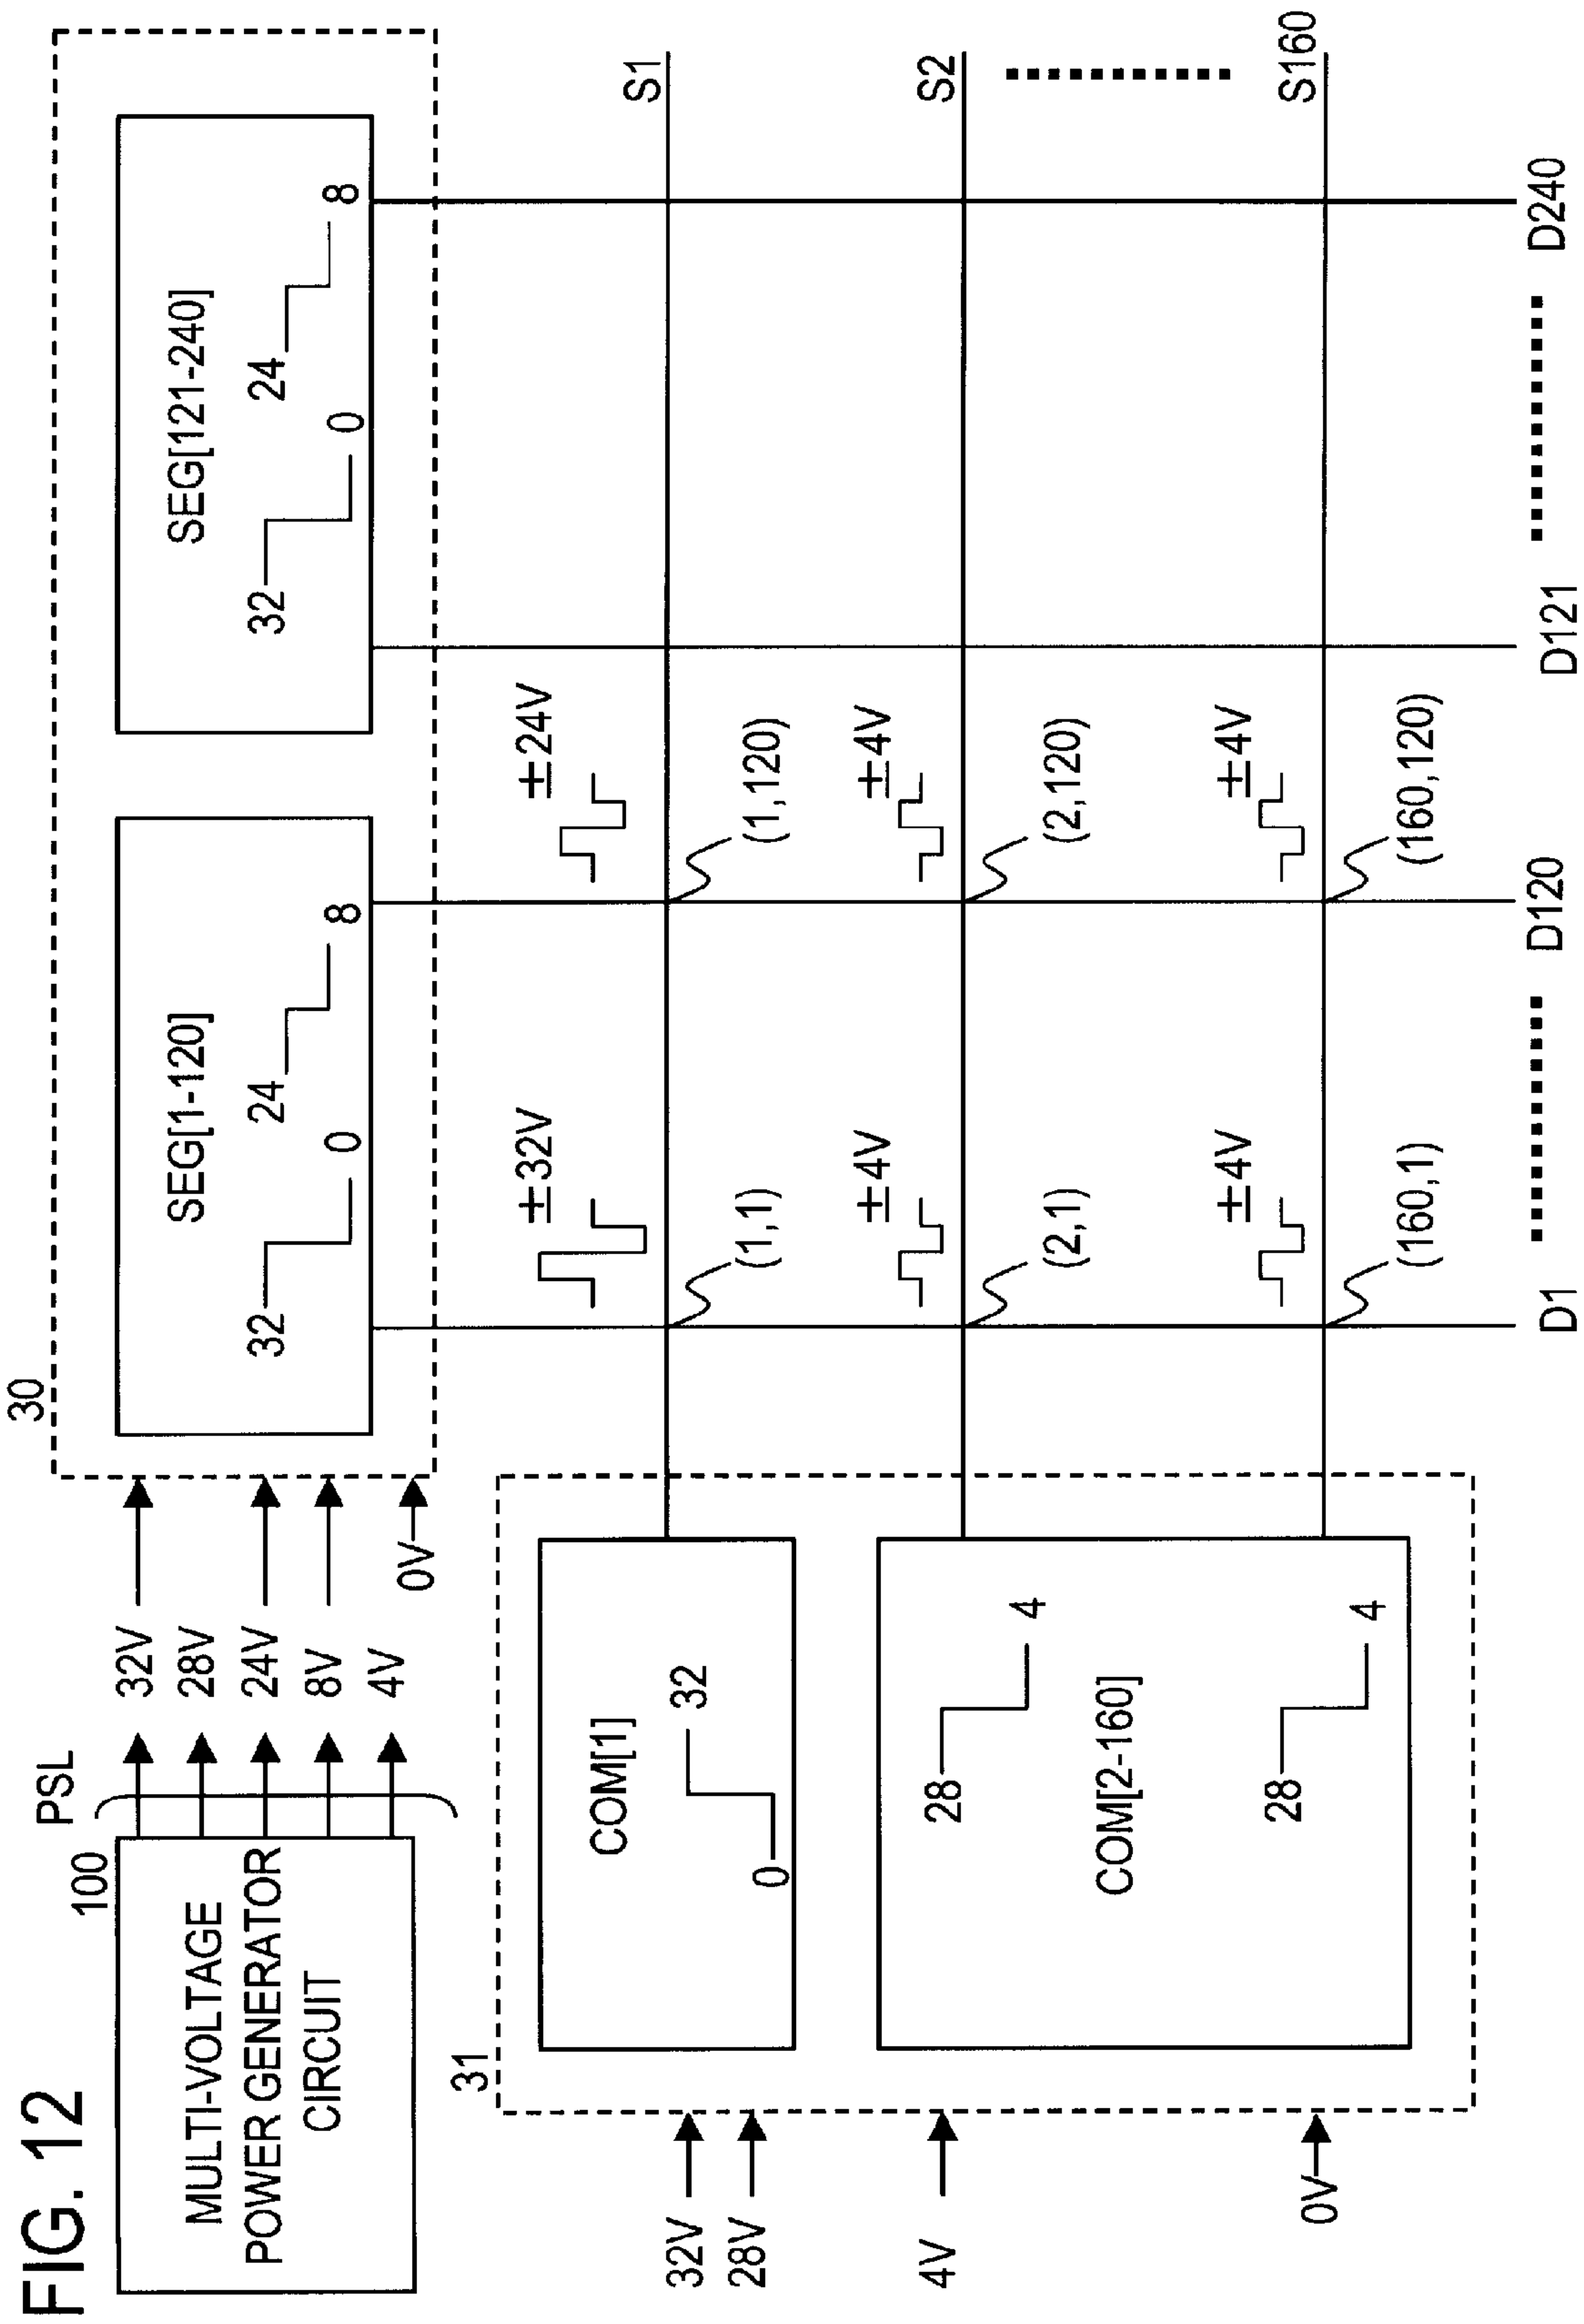 FIG. 12
100
PSL
MULTI-VOLTAGE
POWER GENERATOR
CIRCUIT
32V
28V
24V
8V
4V
0V
30
SEG[1-120]
32
0
24
8
SEG[121-240]
32
0
24
8
31
32V
28V
4V
0V
COM[1]
0
32
COM[2-160]
28
4
28
4
±32V
±24V
S1
(1,1)
(1,120)
±4V
±4V
S2
(2,1)
(2,120)
±4V
±4V
S160
(160,1)
(160,120)
D1
D120
D121
D240